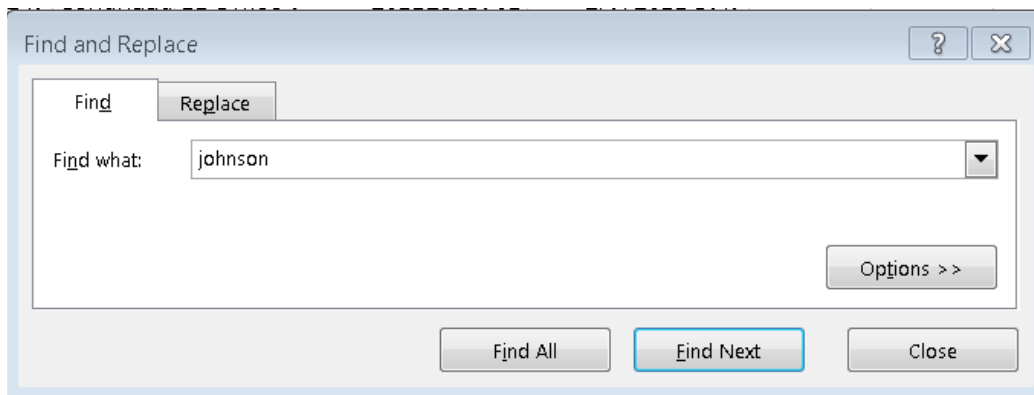 Find and Replace
Find Replace
Find what: johnson
Options >>
Find All Find Next Close